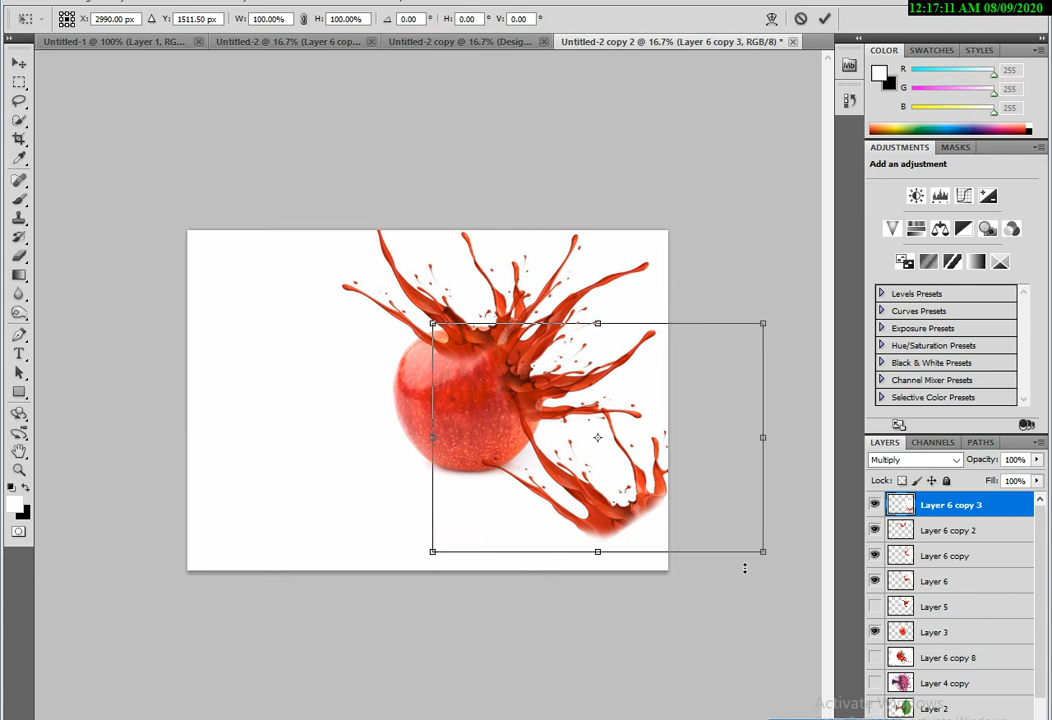 12:17:11 AM 08/09/2020
X: 2990.00 px Y: 1511.50 px W: 100.00% H: 100.00% 0.00 ° H: 0.00 ° V: 0.00 °
Untitled-1 @ 100% (Layer 1, RG... Untitled-2 @ 16.7% (Layer 6 cop... Untitled-2 copy @ 16.7% (Desig... Untitled-2 copy 2 @ 16.7% (Layer 6 copy 3, RGB/8) *
COLOR SWATCHES STYLES
R 255
G 255
B 255
ADJUSTMENTS MASKS
Add an adjustment
Levels Presets
Curves Presets
Exposure Presets
Hue/Saturation Presets
Black & White Presets
Channel Mixer Presets
Selective Color Presets
LAYERS CHANNELS PATHS
Multiply Opacity: 100%
Lock: Fill: 100%
Layer 6 copy 3
Layer 6 copy 2
Layer 6 copy
Layer 6
Layer 5
Layer 3
Layer 6 copy 8
Layer 4 copy
Activate Windows
Layer 2
Mb
T